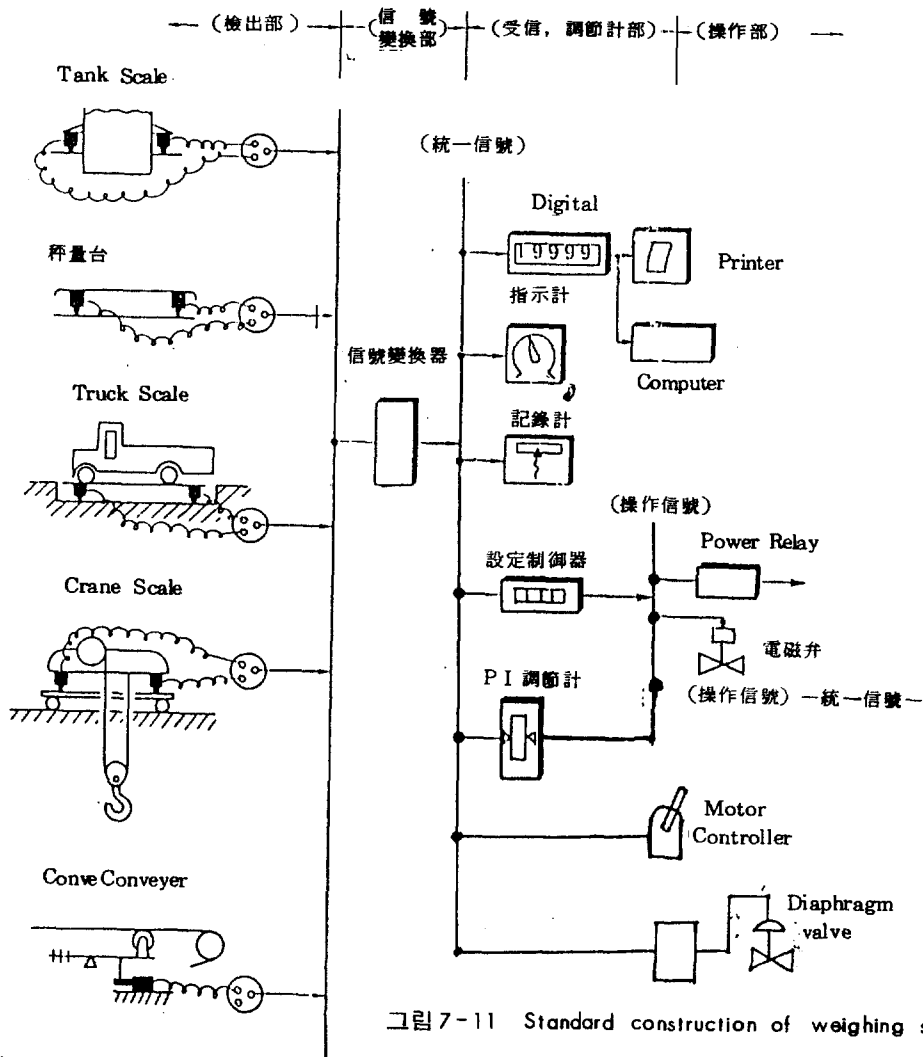 (檢出部)
(信號變換部)
(受信, 調節計部)
(操作部)
Tank Scale
秤量台
Truck Scale
Crane Scale
Conve Conveyer
信號變換器
(統一信號)
Digital
19999
指示計
Printer
Computer
記錄計
設定制御器
PI調節計
(操作信號)
Power Relay
電磁弁
(操作信號) —統一信號—
Motor
Controller
Diaphragm
valve
그림 7-11 Standard construction of weighing s